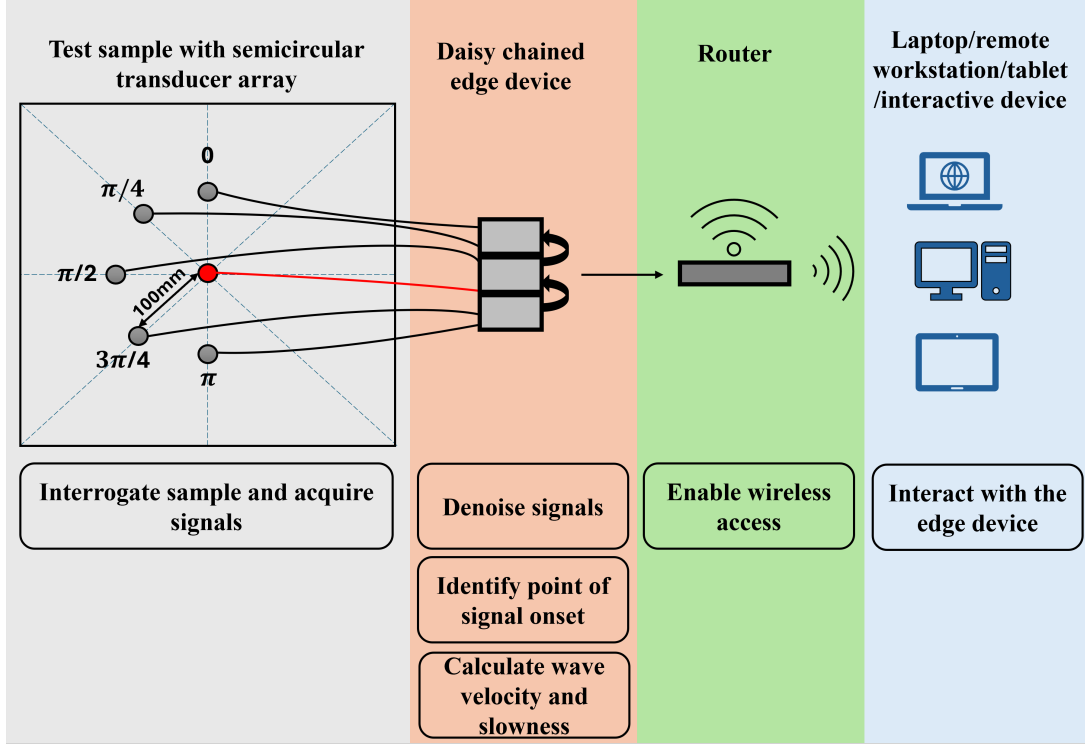 Test sample with semicircular
transducer array
Daisy chained
edge device
Router
Laptop/remote
workstation/tablet
/interactive device
0
π/4
π/2
100mm
3π/4
π
Interrogate sample and acquire
signals
Denoise signals
Identify point of
signal onset
Calculate wave
velocity and
slowness
Enable wireless
access
Interact with the
edge device